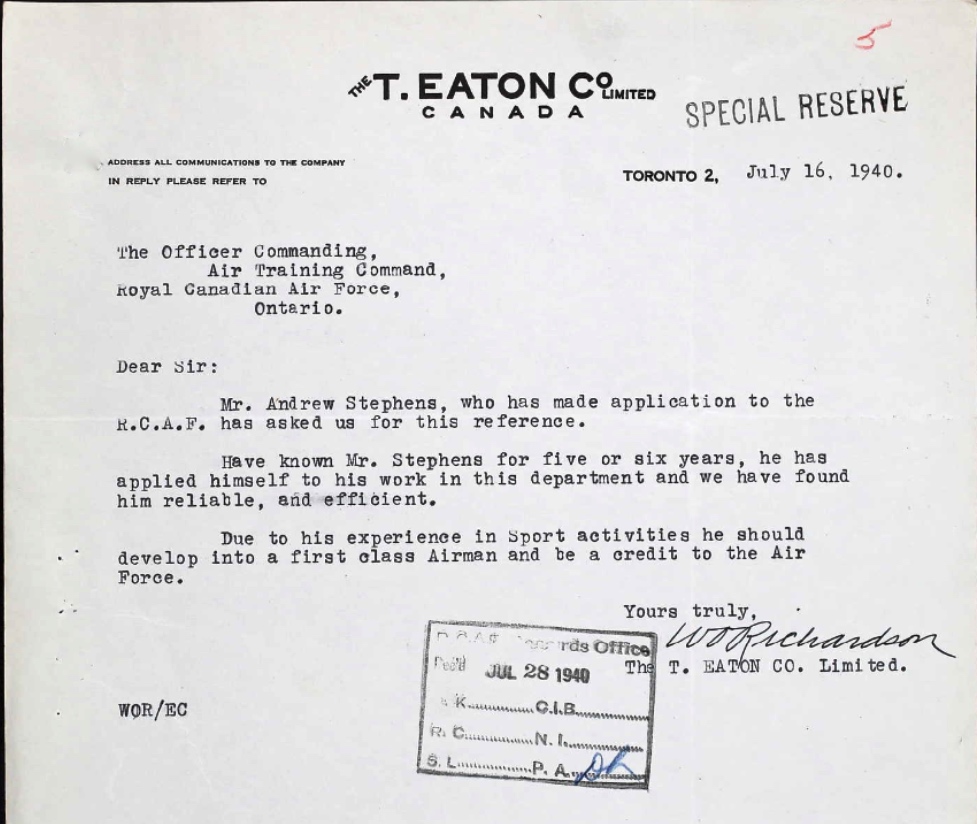 5
THE T. EATON CO. LIMITED
CANADA
SPECIAL RESERVE
ADDRESS ALL COMMUNICATIONS TO THE COMPANY
IN REPLY PLEASE REFER TO
TORONTO 2, July 16, 1940.
The Officer Commanding,
Air Training Command,
Royal Canadian Air Force,
Ontario.
Dear Sir:
Mr. Andrew Stephens, who has made application to the
R.C.A.F. has asked us for this reference.
Have known Mr. Stephens for five or six years, he has
applied himself to his work in this department and we have found
him reliable, and efficient.
Due to his experience in Sport activities he should
develop into a first class Airman and be a credit to the Air
Force.
Yours truly,
WORichardson
The T. EATON CO. Limited.
Records Office
Rec'd JUL 28 1940
K. C.I.B.
R. C. N. I.
S. L. P. A.
WOR/EC